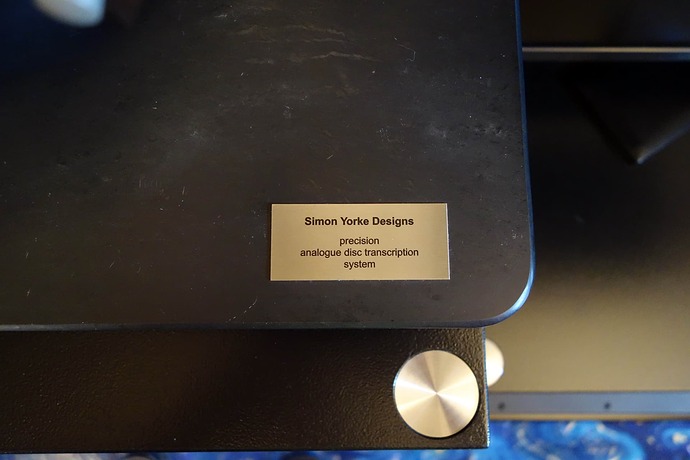 Simon Yorke Designs
precision
analogue disc transcription
system